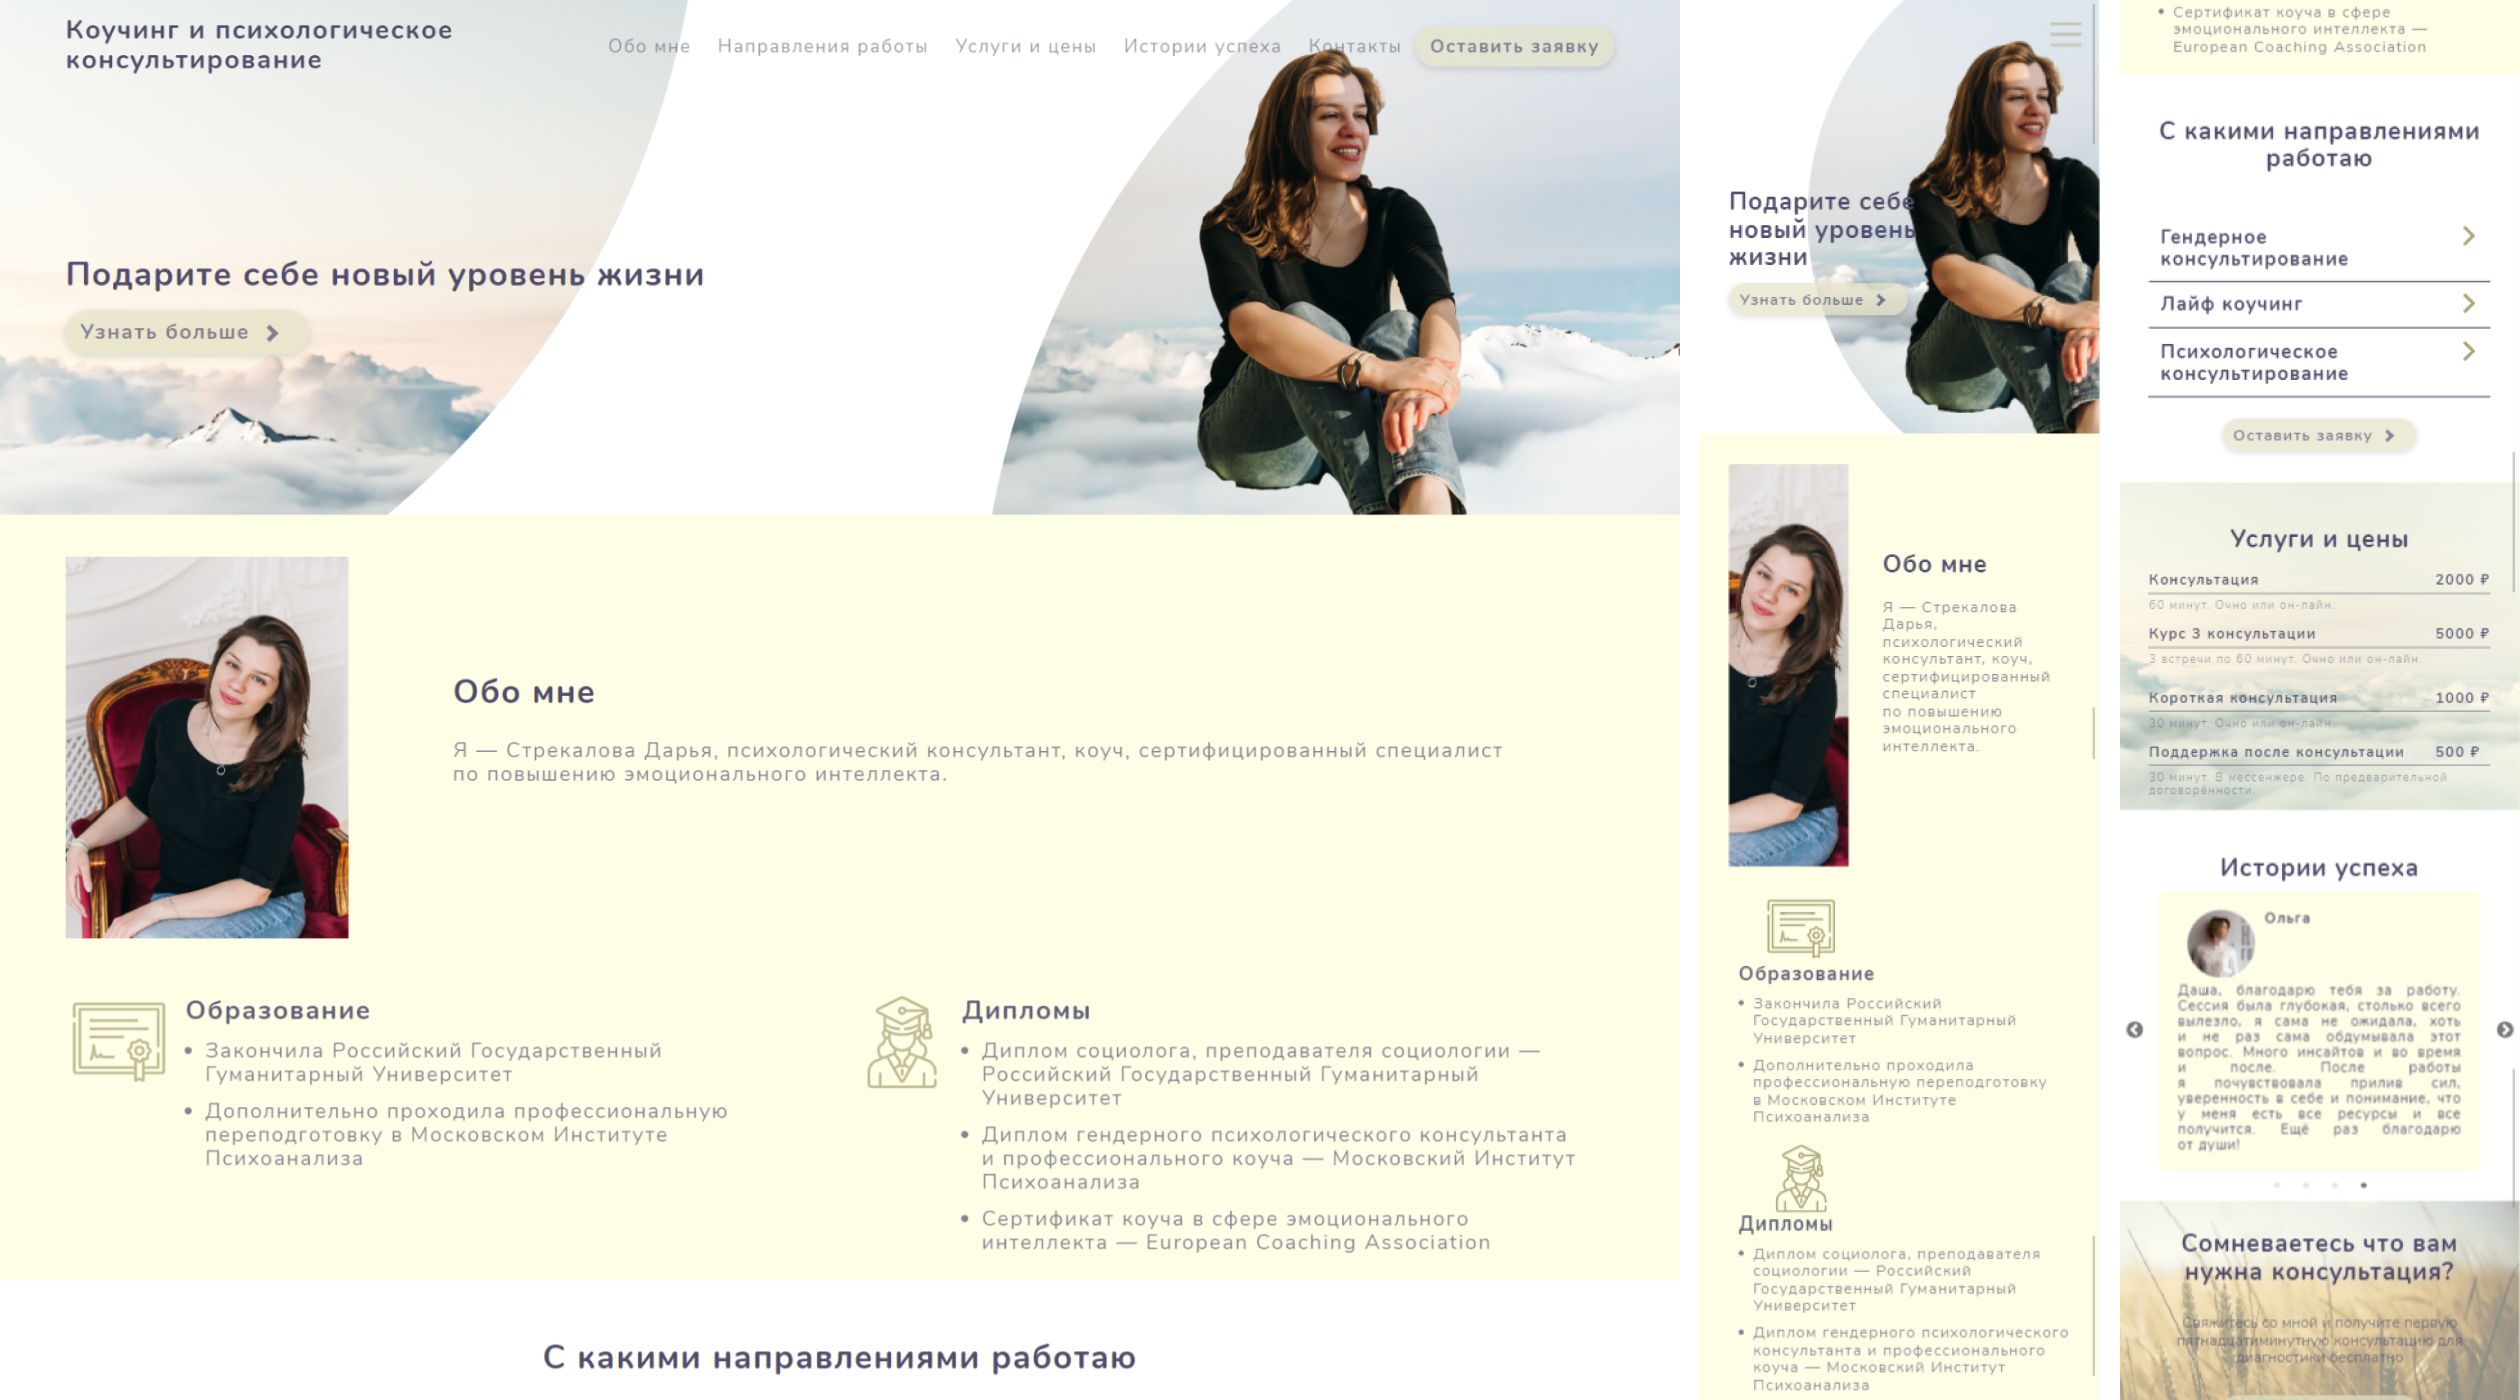 Коучинг и психологическое
консультирование
Обо мне Направления работы Услуги и цены Истории успеха Контакты Оставить заявку
Подарите себе новый уровень жизни
Узнать больше
Обо мне
Я — Стрекалова Дарья, психологический консультант, коуч, сертифицированный специалист
по повышению эмоционального интеллекта.
Образование
• Закончила Российский Государственный
Гуманитарный Университет
• Дополнительно проходила профессиональную
переподготовку в Московском Институте
Психоанализа
Дипломы
• Диплом социолога, преподавателя социологии —
Российский Государственный Гуманитарный
Университет
• Диплом гендерного психологического консультанта
и профессионального коуча — Московский Институт
Психоанализа
• Сертификат коуча в сфере эмоционального
интеллекта — European Coaching Association
С какими направлениями работаю
Подарите себе
новый уровень
жизни
Узнать больше
Обо мне
Я — Стрекалова
Дарья,
психологический
консультант, коуч,
сертифицированный
специалист
по повышению
эмоционального
интеллекта.
Образование
• Закончила Российский
Государственный Гуманитарный
Университет
• Дополнительно проходила
профессиональную переподготовку
в Московском Институте
Психоанализа
Дипломы
• Диплом социолога, преподавателя
социологии — Российский
Государственный Гуманитарный
Университет
• Диплом гендерного психологического
консультанта и профессионального
коуча — Московский Институт
Психоанализа
• Сертификат коуча в сфере
эмоционального интеллекта —
European Coaching Association
С какими направлениями
работаю
Гендерное
консультирование
Лайф коучинг
Психологическое
консультирование
Оставить заявку
Услуги и цены
Консультация 2000 ₽
60 минут. Очно или он-лайн.
Курс 3 консультации 5000 ₽
3 встречи по 60 минут. Очно или он-лайн.
Короткая консультация 1000 ₽
30 минут. Очно или он-лайн.
Поддержка после консультации 500 ₽
30 минут. В мессенжере. По предварительной
договорённости.
Истории успеха
Ольга
Даша, благодарю тебя за работу.
Сессия была глубокая, столько всего
вылезло, я сама не ожидала, хоть
и не раз сама обдумывала этот
вопрос. Много инсайтов и во время
и после. После работы
я почувствовала прилив сил,
уверенность в себе и понимание, что
у меня есть все ресурсы и все
получится. Ещё раз благодарю
от души!
Сомневаетесь что вам
нужна консультация?
Свяжитесь со мной и получите первую
пятнадцатиминутную консультацию для
диагностики бесплатно